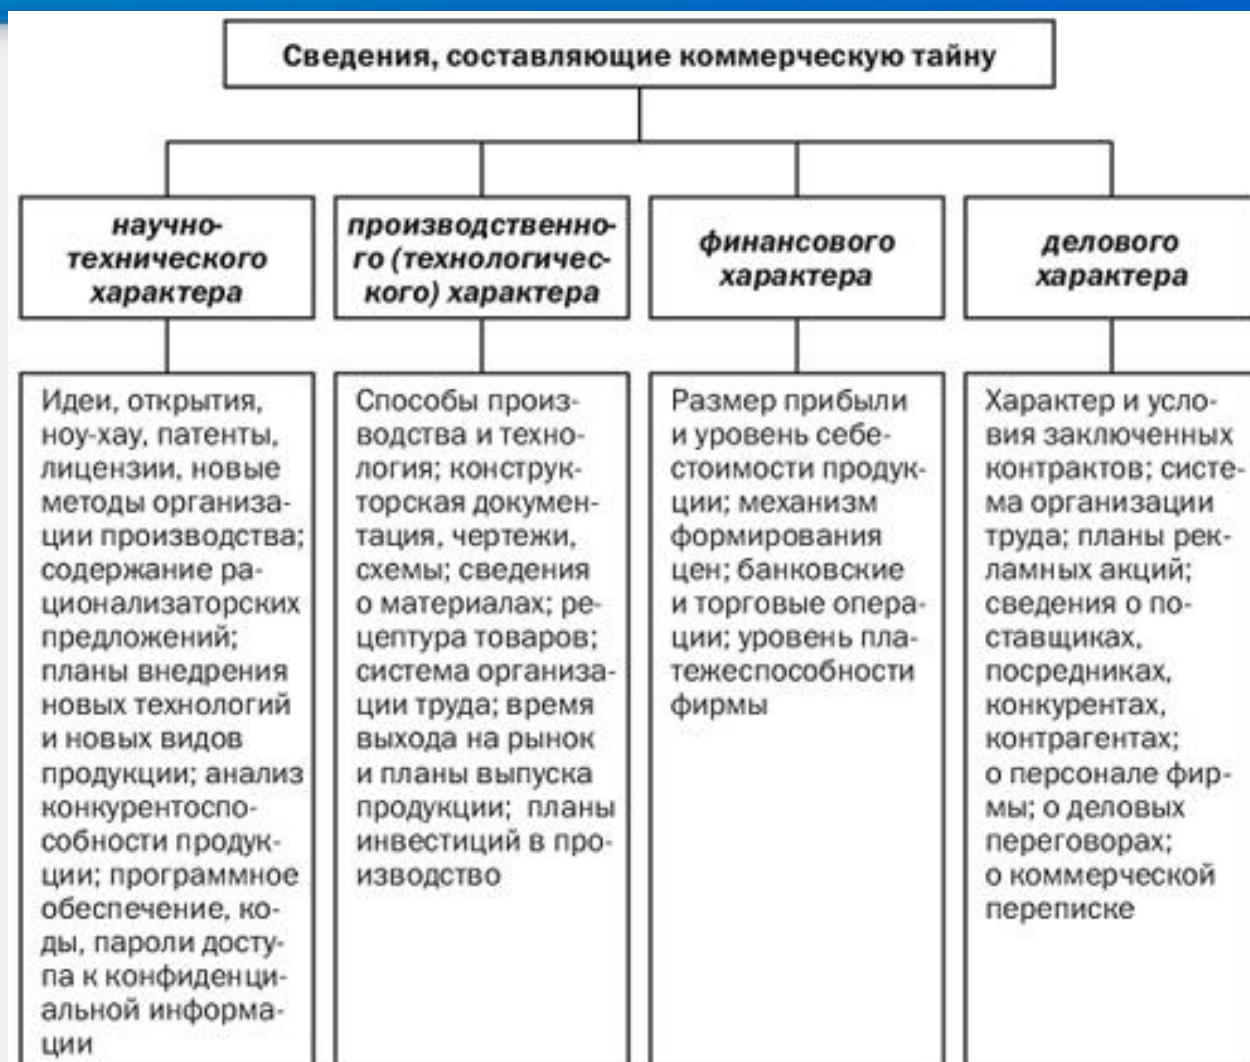 Сведения, составляющие коммерческую тайну
научно-
технического
характера
производственно-
го (технологичес-
кого) характера
финансового
характера
делового
характера
Идеи, открытия,
ноу-хау, патенты,
лицензии, новые
методы организа-
ции производства;
содержание ра-
ционализаторских
предложений;
планы внедрения
новых технологий
и новых видов
продукции; анализ
конкурентоспо-
собности продук-
ции; программное
обеспечение, ко-
ды, пароли досту-
па к конфиденци-
альной информа-
ции
Способы произ-
водства и техно-
логия; конструк-
торская докумен-
тация, чертежи,
схемы; сведения
о материалах; ре-
цептура товаров;
система организа-
ции труда; время
выхода на рынок
и планы выпуска
продукции; планы
инвестиций в про-
изводство
Размер прибыли
и уровень себе-
стоимости продук-
ции; механизм
формирования
цен; банковские
и торговые опера-
ции; уровень пла-
тежеспособности
фирмы
Характер и усло-
вия заключенных
контрактов; систе-
ма организации
труда; планы рек-
ламных акций;
сведения о по-
ставщиках,
посредниках,
конкурентах,
контрагентах;
о персонале фир-
мы; о деловых
переговорах;
о коммерческой
переписке